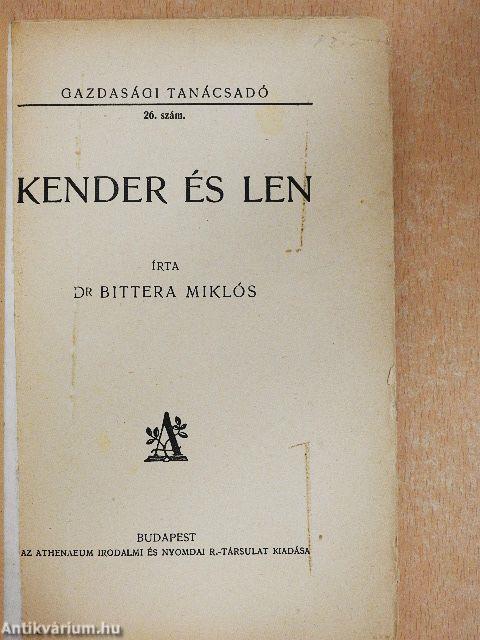 GAZDASÁGI TANÁCSADÓ
26. szám.
KENDER ÉS LEN
ÍRTA
DR BITTERA MIKLÓS
A
BUDAPEST
AZ ATHENAEUM IRODALMI ÉS NYOMDAI R.-TÁRSULAT KIADÁSA
Antikvárium.hu